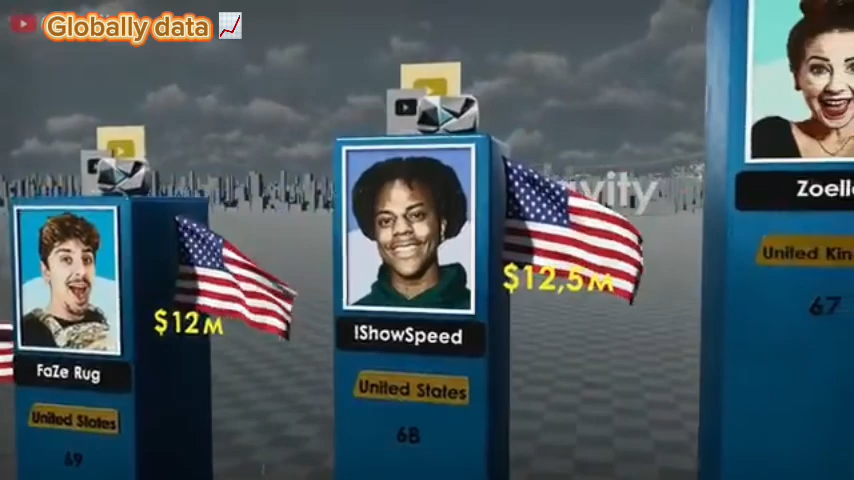 Globally data
$12M
FaZe Rug
United States
69
$12,5M
IShowSpeed
United States
68
Zoell
United Kin
67